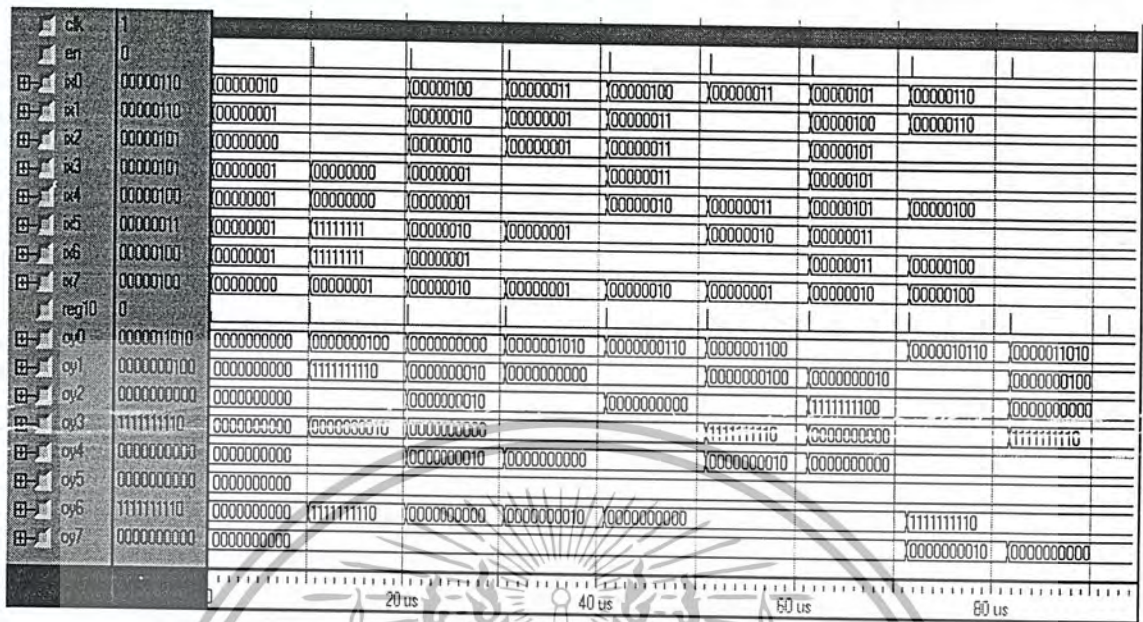 clk 1
en 0
ix0 00000110 00000010 00000100 00000011 00000100 00000011 00000101 00000110
ix1 00000110 00000001 00000010 00000001 00000011 00000100 00000110
ix2 00000101 00000000 00000010 00000001 00000011 00000101
ix3 00000101 00000001 00000000 00000001 00000011 00000101
ix4 00000100 00000001 00000000 00000001 00000010 00000011 00000101 00000100
ix5 00000011 00000001 11111111 00000010 00000001 00000010 00000011
ix6 00000100 00000001 11111111 00000001 00000011 00000100
ix7 00000100 00000000 00000001 00000010 00000001 00000010 00000001 00000010 00000100
reg10 0
oy0 0000011010 0000000000 0000000100 0000000000 0000001010 0000000110 0000001100 0000010110 0000011010
oy1 0000000100 0000000000 1111111110 0000000010 0000000000 0000000100 0000000010 0000000100
oy2 0000000000 0000000000 0000000010 0000000000 1111111100 0000000000
oy3 1111111110 0000000000 0000000010 0000000000 1111111110 0000000000 1111111110
oy4 0000000000 0000000000 0000000010 0000000000 0000000010 0000000000
oy5 0000000000 0000000000
oy6 1111111110 0000000000 1111111110 0000000000 0000000010 0000000000 1111111110
oy7 0000000000 0000000000 0000000010 0000000000
20 us 40 us 60 us 80 us